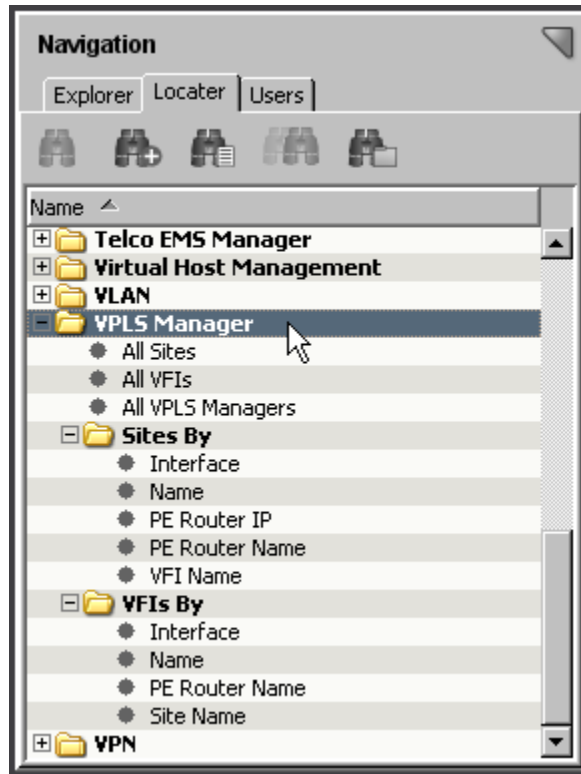 Navigation
Explorer Locater Users
Name
Telco EMS Manager
Virtual Host Management
VLAN
VPLS Manager
All Sites
All VFIs
All VPLS Managers
Sites By
Interface
Name
PE Router IP
PE Router Name
VFI Name
VFIs By
Interface
Name
PE Router Name
Site Name
VPN